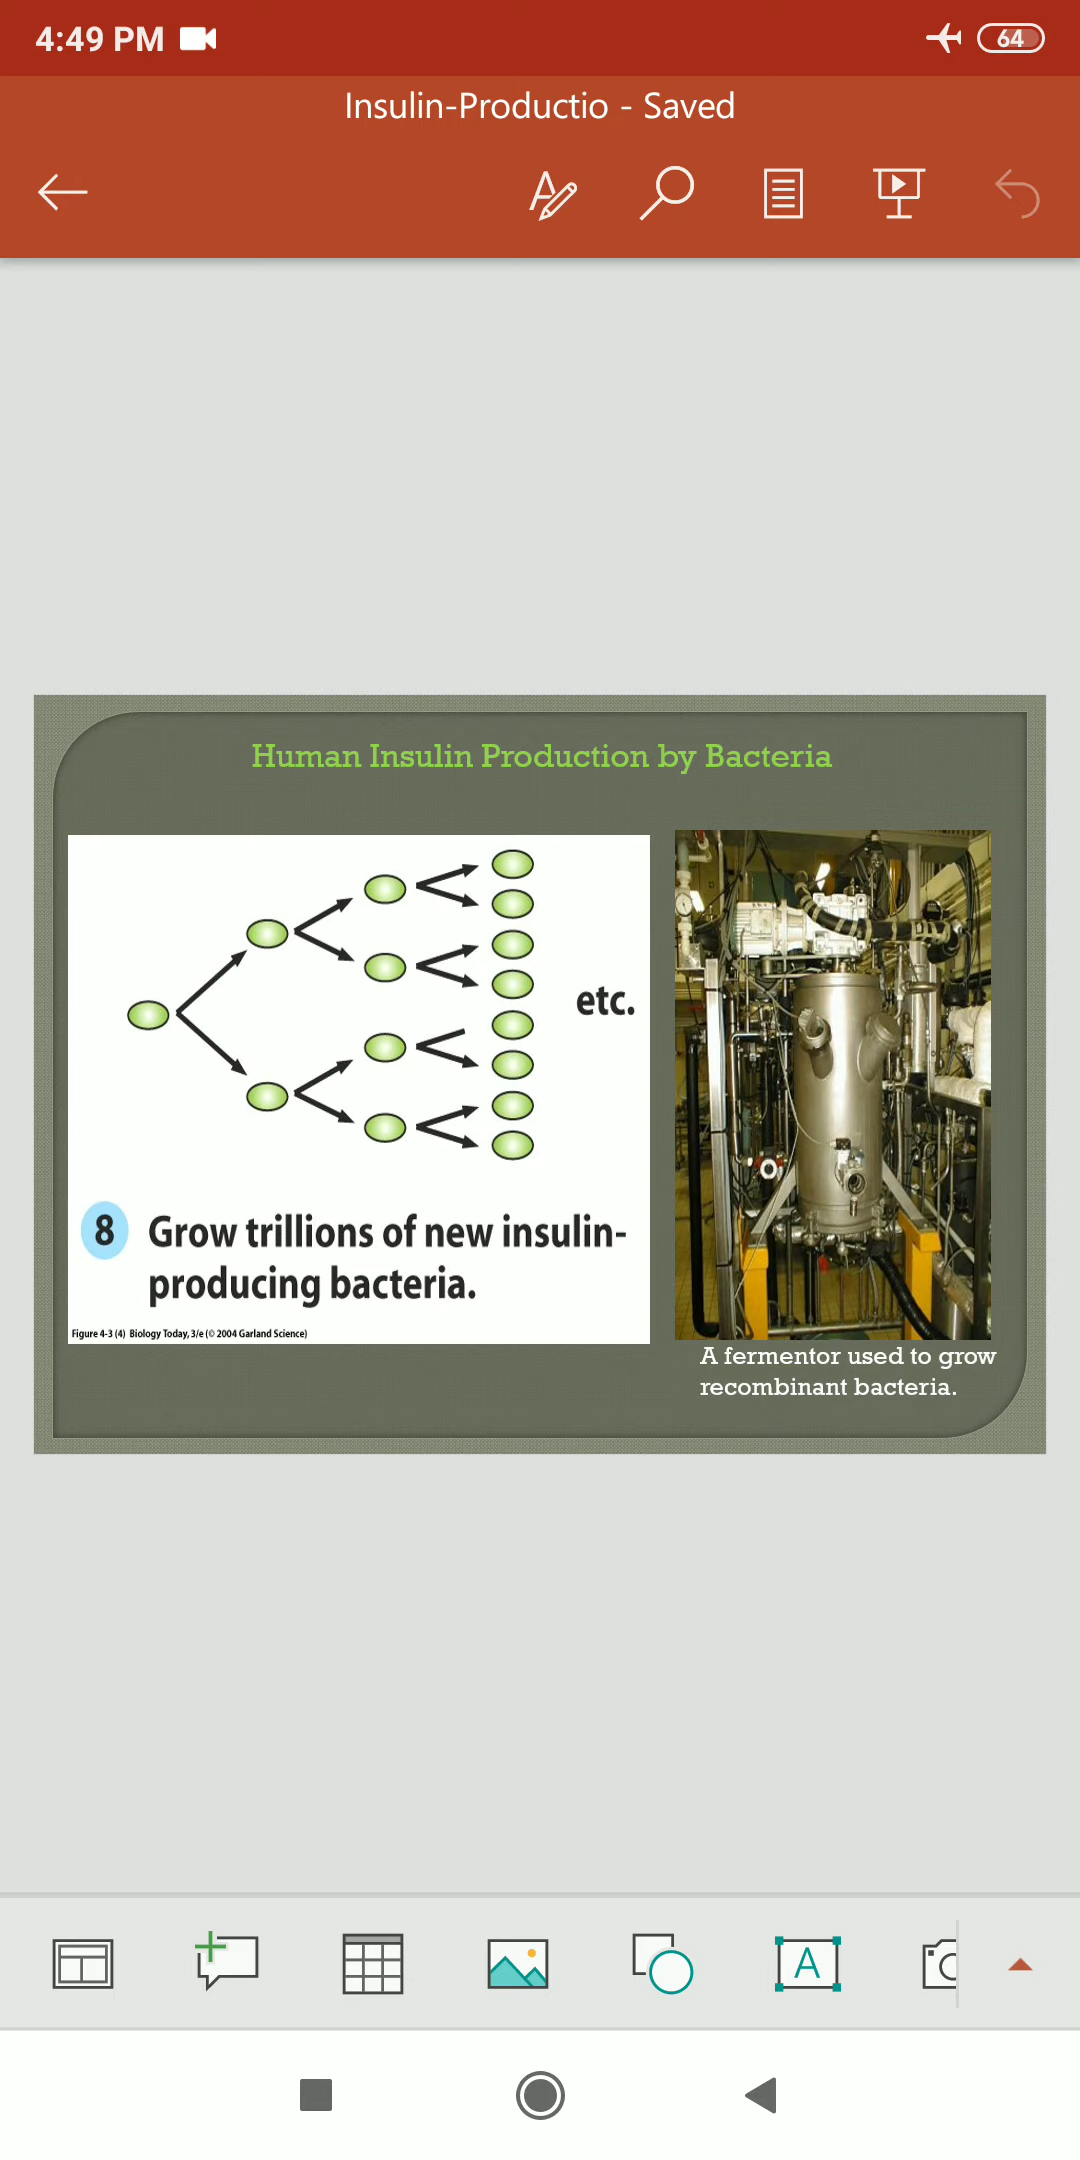 4:49 PM
64
Insulin-Productio - Saved
Human Insulin Production by Bacteria
etc.
8 Grow trillions of new insulin-
producing bacteria.
Figure 4-3 (4) Biology Today, 3/e (© 2004 Garland Science)
A fermentor used to grow
recombinant bacteria.
A